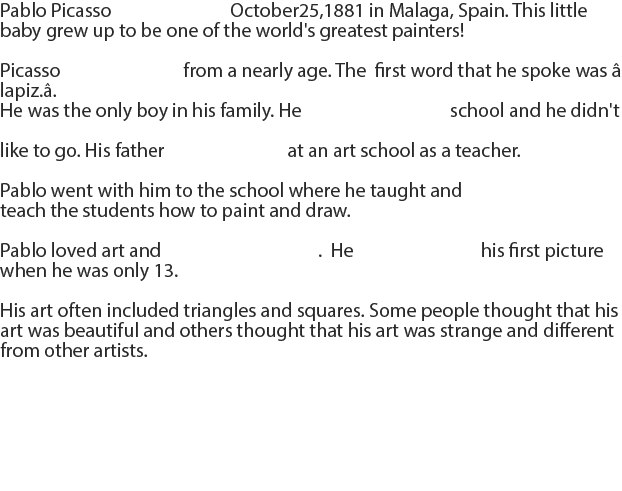 Pablo Picasso October25,1881 in Malaga, Spain. This little
baby grew up to be one of the world's greatest painters!
Picasso from a nearly age. The first word that he spoke was â
lapiz.â.
He was the only boy in his family. He school and he didn't
like to go. His father at an art school as a teacher.
Pablo went with him to the school where he taught and
teach the students how to paint and draw.
Pablo loved art and . He his first picture
when he was only 13.
His art often included triangles and squares. Some people thought that his
art was beautiful and others thought that his art was strange and different
from other artists.